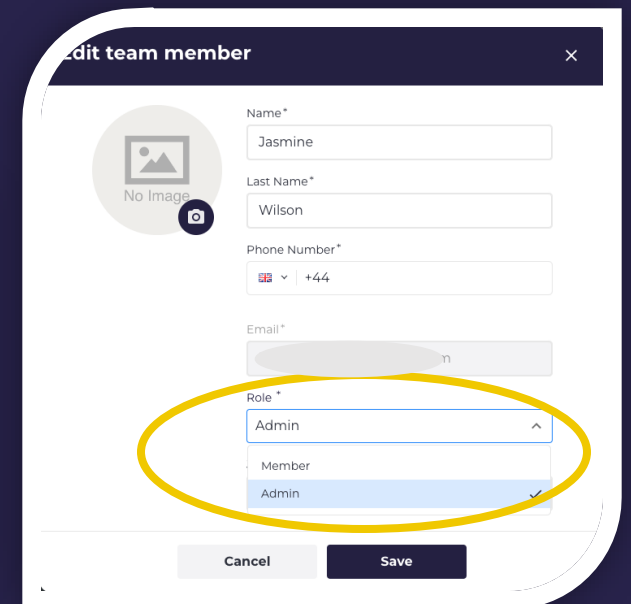 dit team member
Name*
Jasmine
No Image
Last Name*
Wilson
Phone Number*
+44
Email*
m
Role *
Admin
Member
Admin
Cancel
Save